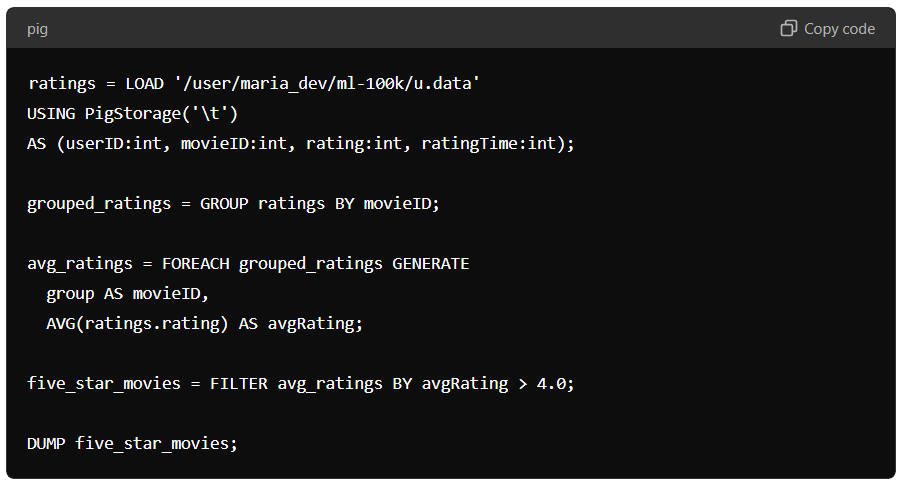 pig
Copy code
ratings = LOAD '/user/maria_dev/ml-100k/u.data'
USING PigStorage('\t')
AS (userID:int, movieID:int, rating:int, ratingTime:int);
grouped_ratings = GROUP ratings BY movieID;
avg_ratings = FOREACH grouped_ratings GENERATE
  group AS movieID,
  AVG(ratings.rating) AS avgRating;
five_star_movies = FILTER avg_ratings BY avgRating > 4.0;
DUMP five_star_movies;